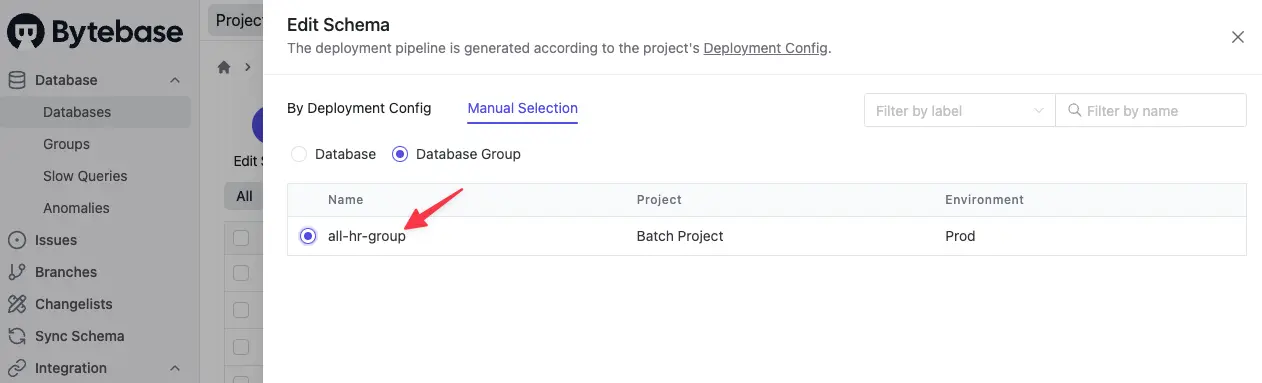 Bytebase
Database
Databases
Groups
Slow Queries
Anomalies
Issues
Branches
Changelists
Sync Schema
Integration
Project
Edit S
All
Edit Schema
The deployment pipeline is generated according to the project's Deployment Config.
By Deployment Config Manual Selection Filter by label Filter by name
Database Database Group
Name Project Environment
all-hr-group Batch Project Prod